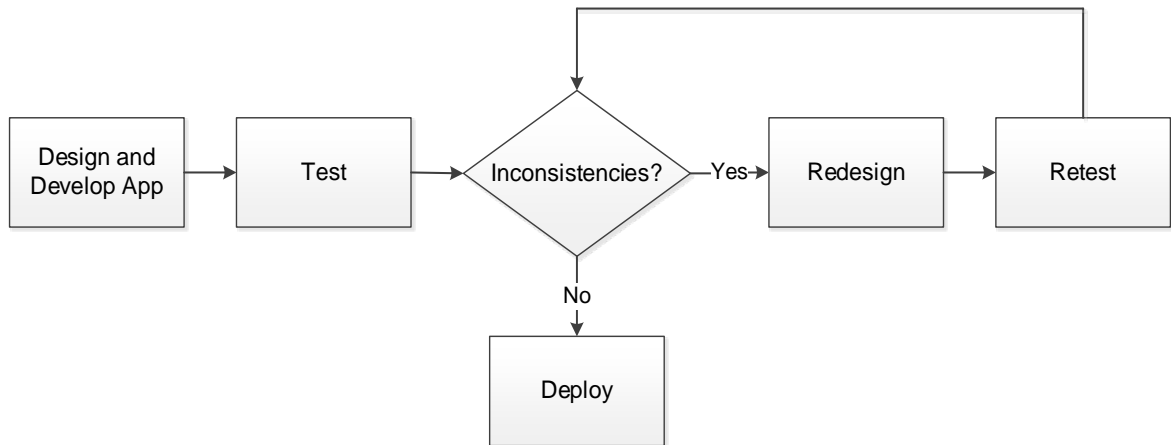 Design and
Develop App
Test
Inconsistencies?
Yes
Redesign
Retest
No
Deploy